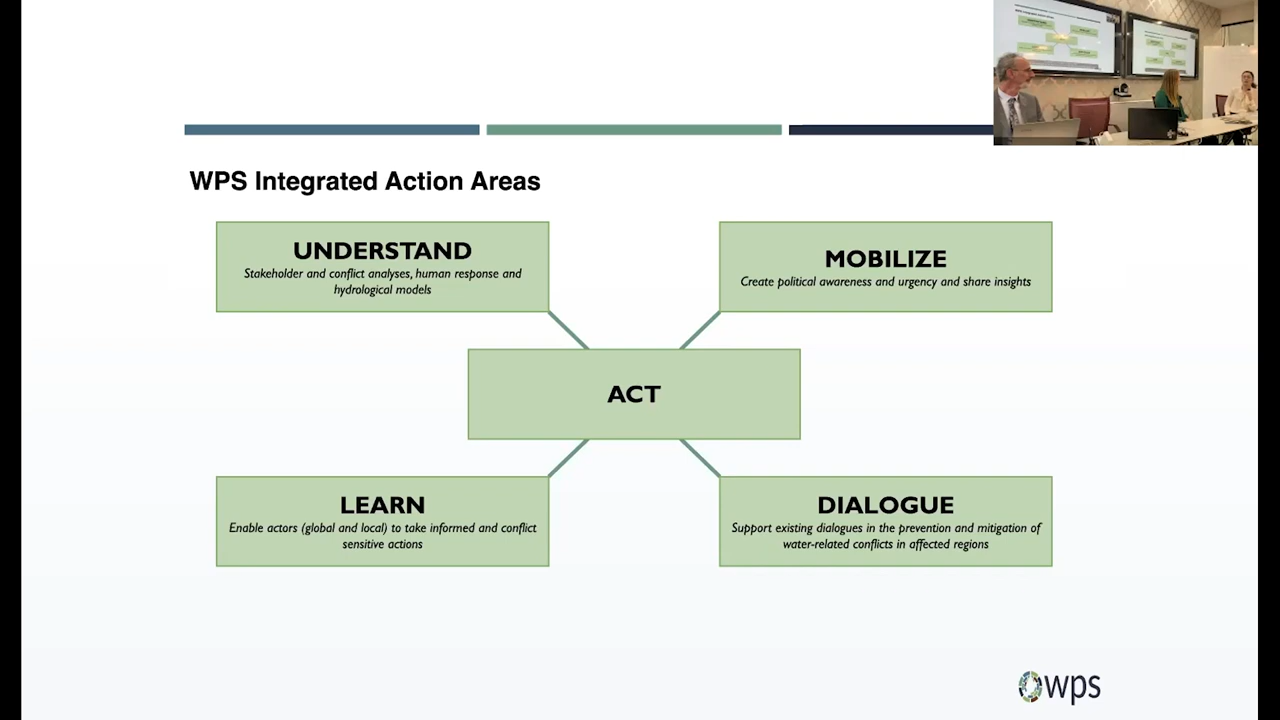 WPS Integrated Action Areas
UNDERSTAND
Stakeholder and conflict analyses, human response and
hydrological models
MOBILIZE
Create political awareness and urgency and share insights
ACT
LEARN
Enable actors (global and local) to take informed and conflict
sensitive actions
DIALOGUE
Support existing dialogues in the prevention and mitigation of
water-related conflicts in affected regions
wps